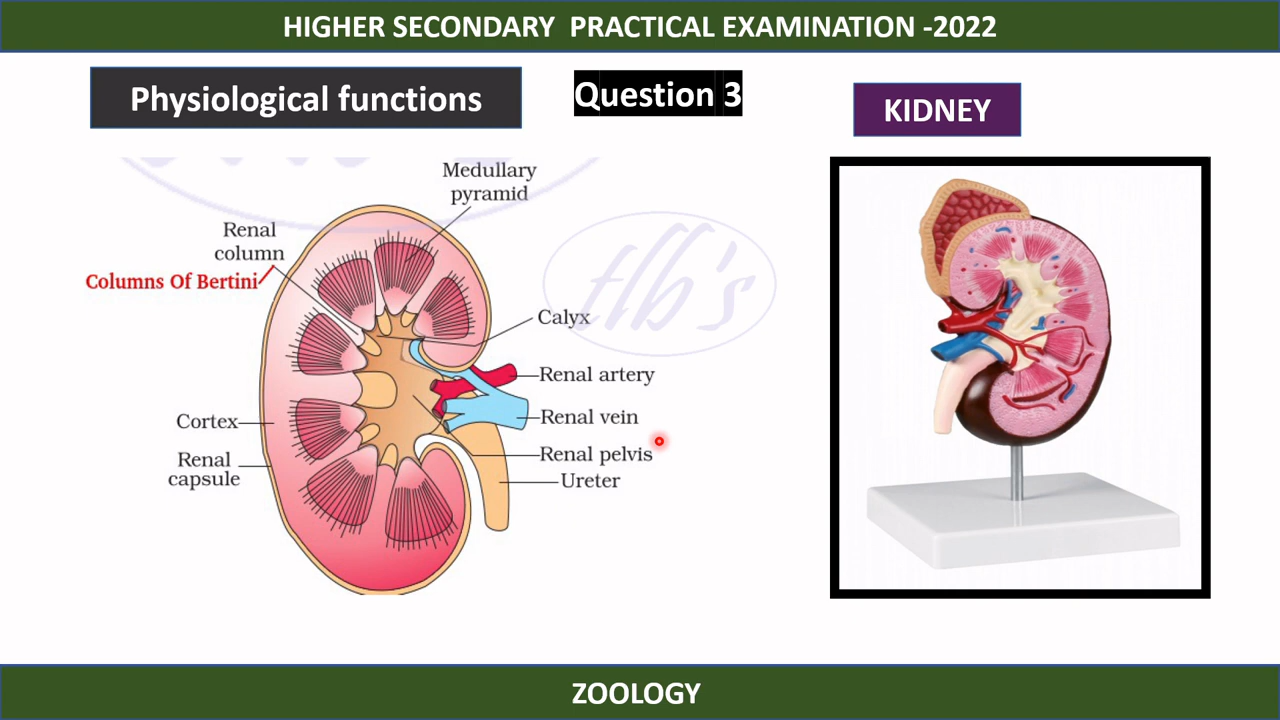 HIGHER SECONDARY PRACTICAL EXAMINATION -2022
Physiological functions
Question 3
KIDNEY
Medullary
pyramid
Renal
column
Columns Of Bertini
Calyx
Renal artery
Renal vein
Cortex
Renal pelvis
Renal
capsule
Ureter
tlb's
ZOOLOGY